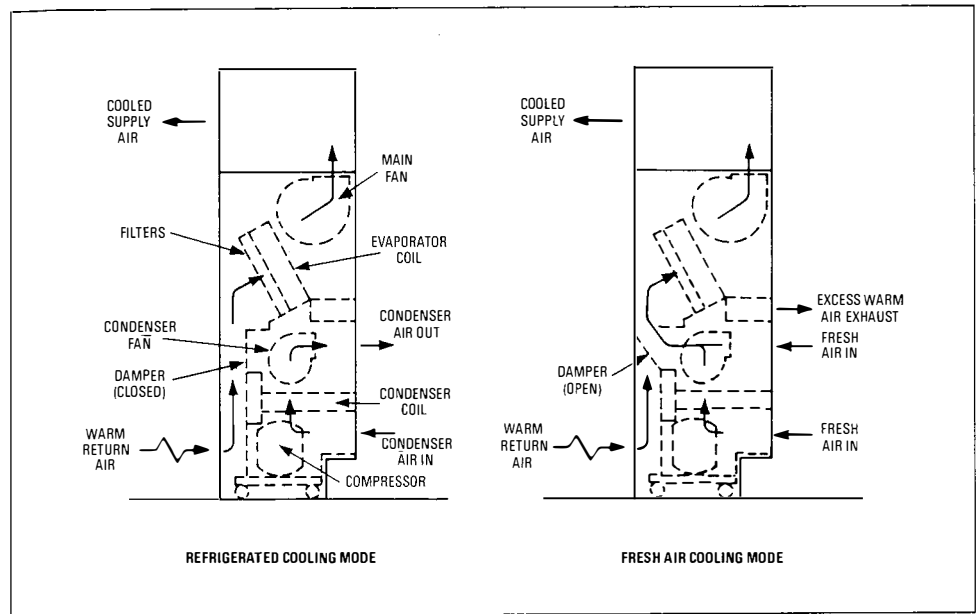 COOLED
SUPPLY
AIR
MAIN
FAN
FILTERS
EVAPORATOR
COIL
CONDENSER
AIR OUT
CONDENSER
FAN
DAMPER
(CLOSED)
CONDENSER
COIL
WARM
RETURN
AIR
CONDENSER
AIR IN
COMPRESSOR
REFRIGERATED COOLING MODE
COOLED
SUPPLY
AIR
EXCESS WARM
AIR EXHAUST
FRESH
AIR IN
DAMPER
(OPEN)
WARM
RETURN
AIR
FRESH
AIR IN
FRESH AIR COOLING MODE